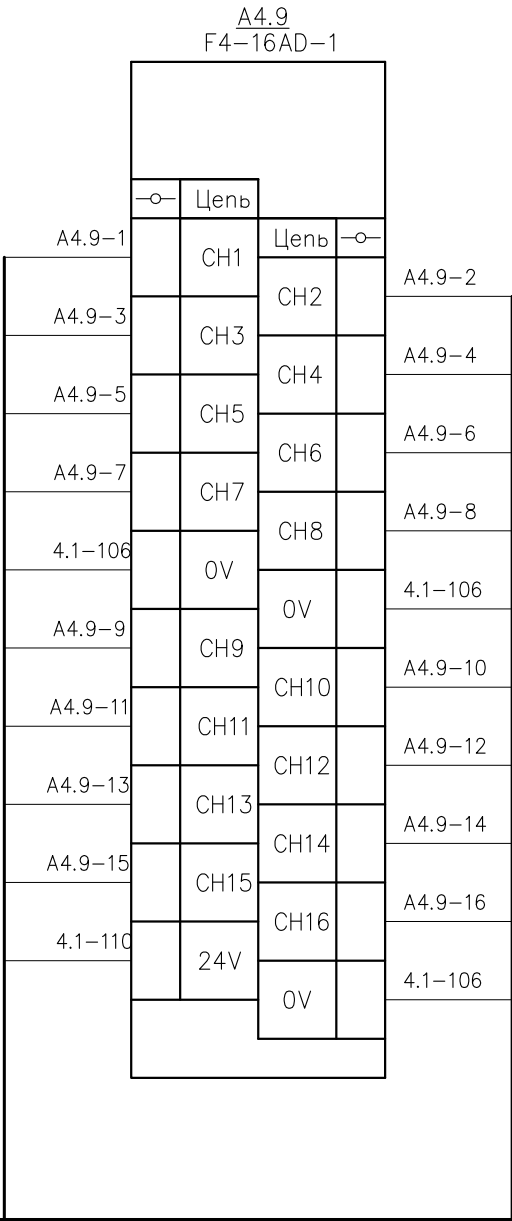 A4.9
F4-16AD-1
Цепь
A4.9-1
CH1
Цепь
A4.9-2
CH2
A4.9-3
CH3
A4.9-4
CH4
A4.9-5
CH5
A4.9-6
CH6
A4.9-7
CH7
A4.9-8
CH8
4.1-106
0V
4.1-106
0V
A4.9-9
CH9
A4.9-10
CH10
A4.9-11
CH11
A4.9-12
CH12
A4.9-13
CH13
A4.9-14
CH14
A4.9-15
CH15
A4.9-16
CH16
4.1-110
24V
4.1-106
0V